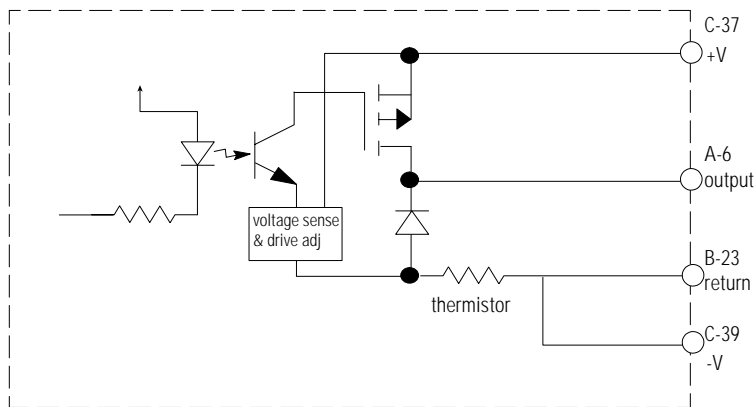 C-37
+V
A-6
output
voltage sense
& drive adj
B-23
return
thermistor
C-39
-V